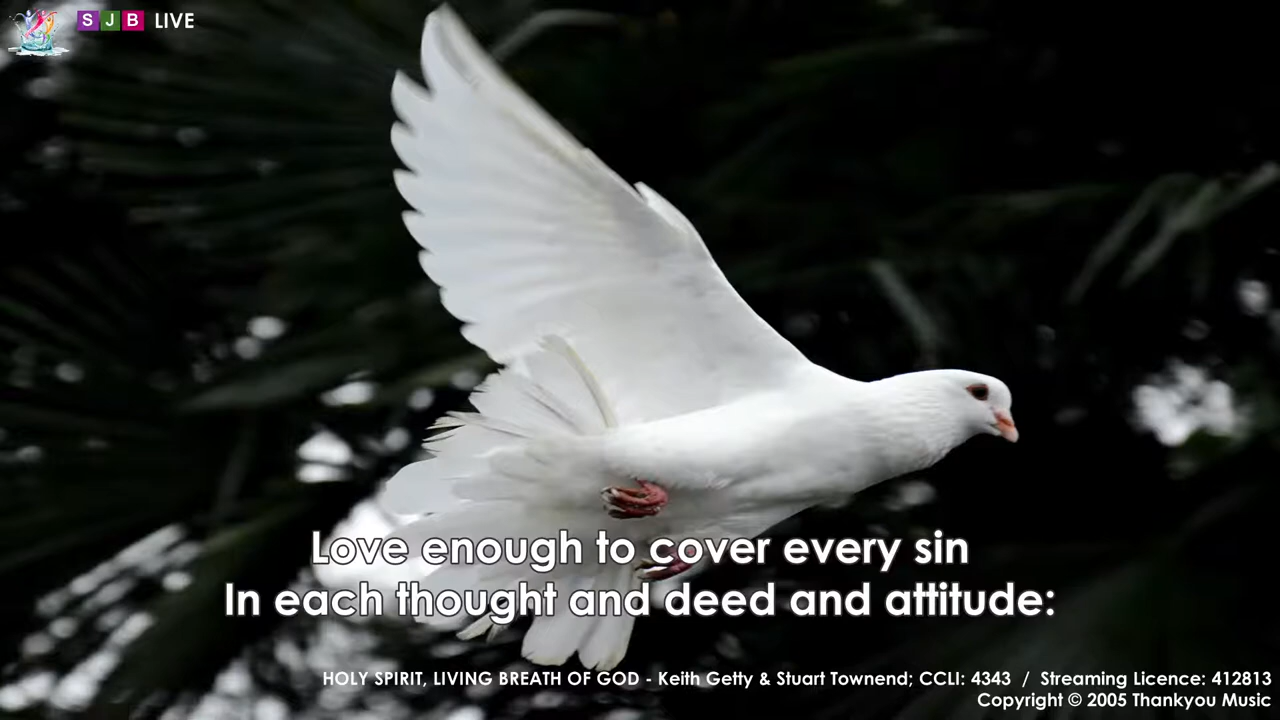 SJB LIVE
Love enough to cover every sin
In each thought and deed and attitude:
HOLY SPIRIT, LIVING BREATH OF GOD - Keith Getty & Stuart Townend; CCLI: 4343 / Streaming Licence: 412813
Copyright © 2005 Thankyou Music